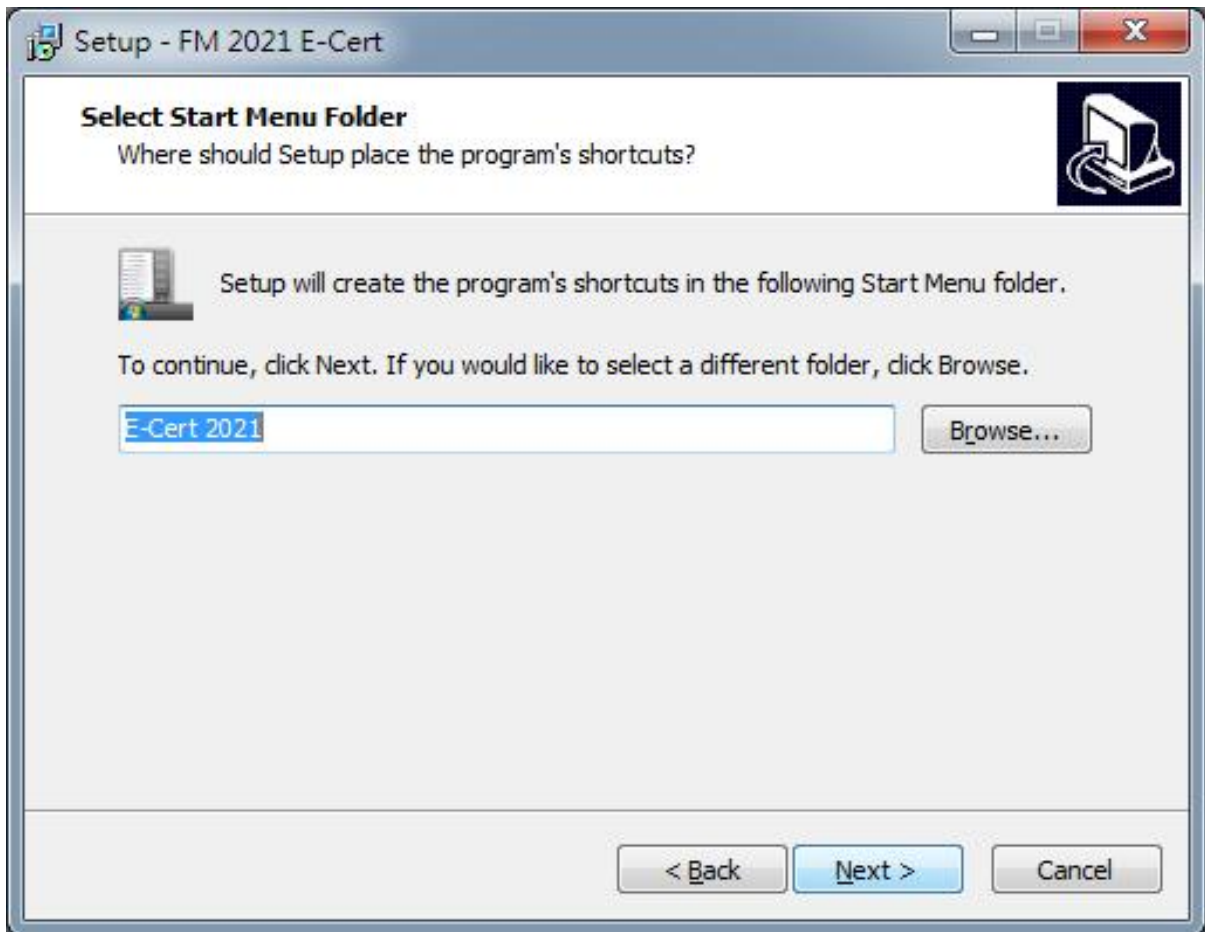 Setup - FM 2021 E-Cert
Select Start Menu Folder
Where should Setup place the program's shortcuts?
Setup will create the program's shortcuts in the following Start Menu folder.
To continue, click Next. If you would like to select a different folder, click Browse.
E-Cert 2021
Browse...
< Back
Next >
Cancel